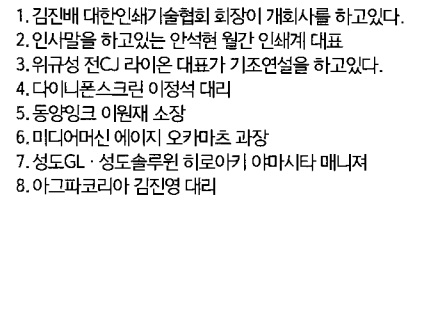 1. 김진배 대한인쇄기술협회 회장이 개회사를 하고있다.
2. 인사말을 하고있는 안석현 월간 인쇄계 대표
3. 위규성 전CJ 라이온 대표가 기조연설을 하고있다.
4. 다이니폰스크린 이정석 대리
5. 동양잉크 이원재 소장
6. 미디어머신 에이지 오카마츠 과장
7. 성도GL · 성도솔루윈 히로아키 야마시타 매니져
8. 아그파코리아 김진영 대리